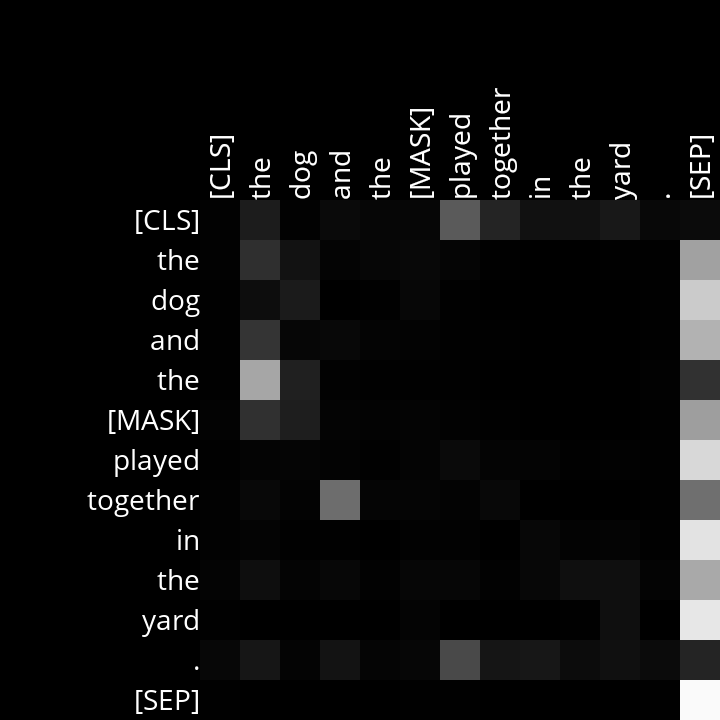 [CLS] the dog and the [MASK] played together in the yard . [SEP]
[CLS]
the
dog
and
the
[MASK]
played
together
in
the
yard
.
[SEP]